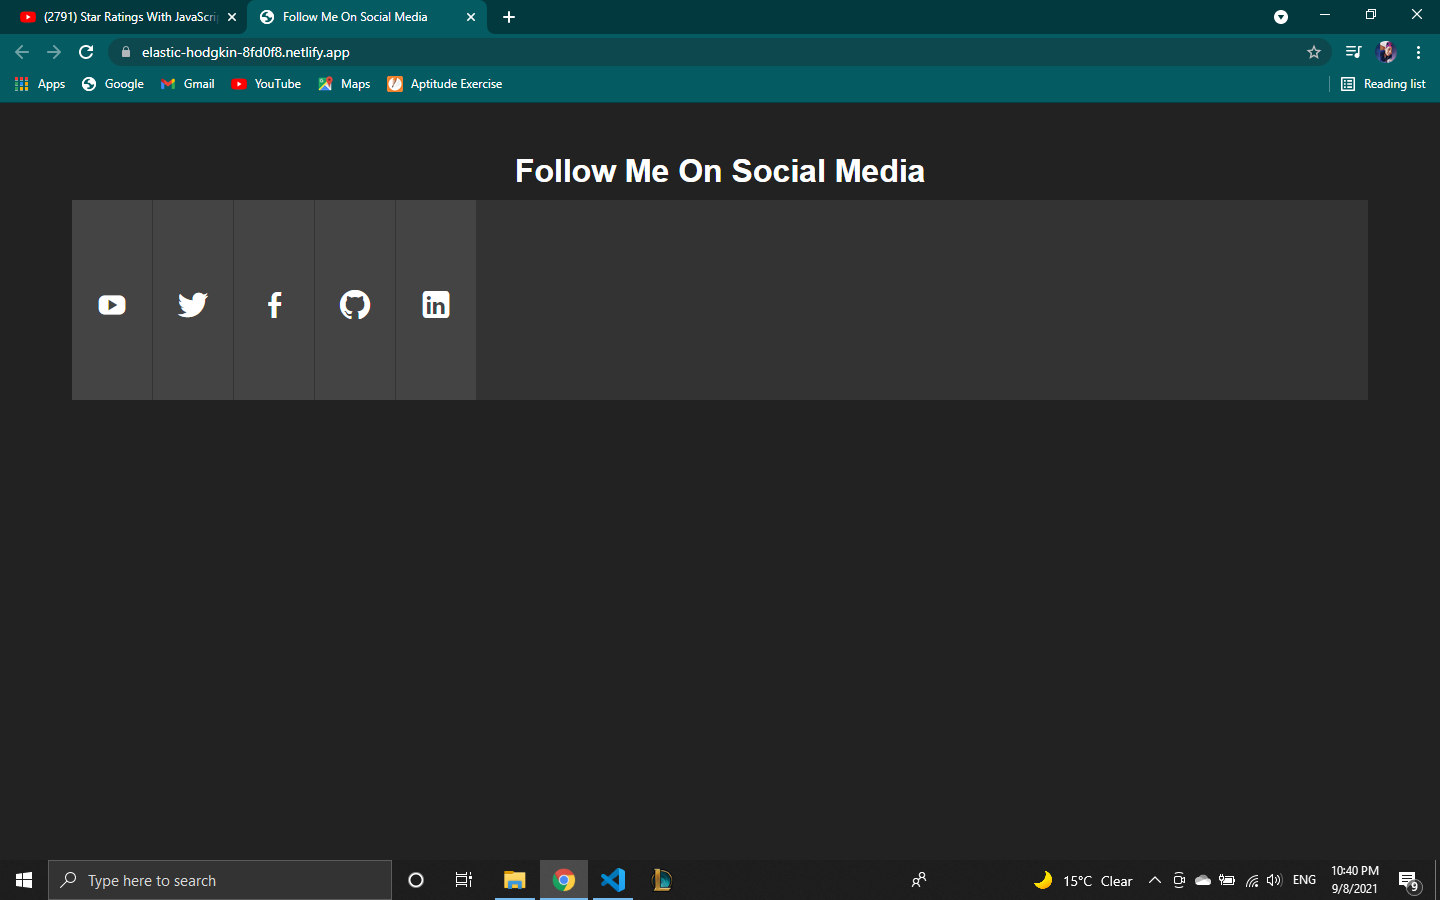 (2791) Star Ratings With JavaScri
Follow Me On Social Media
elastic-hodgkin-8fd0f8.netlify.app
Apps
Google
Gmail
YouTube
Maps
Aptitude Exercise
Reading list
Follow Me On Social Media
Type here to search
15°C Clear
ENG
10:40 PM
9/8/2021
9